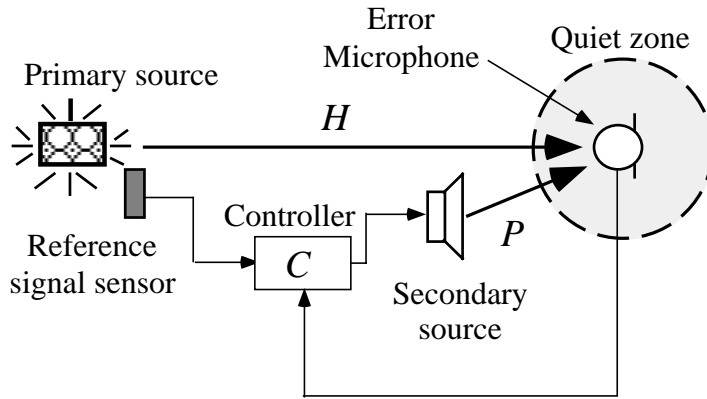 Error
Microphone
Quiet zone
Primary source
H
Reference
signal sensor
Controller
C
P
Secondary
source